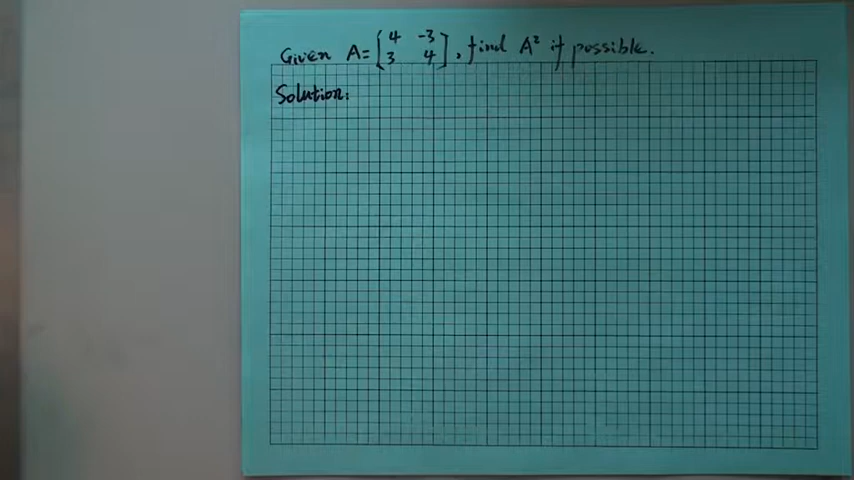 Given A = [4 -3
3 4], find A² if possible.
Solution: